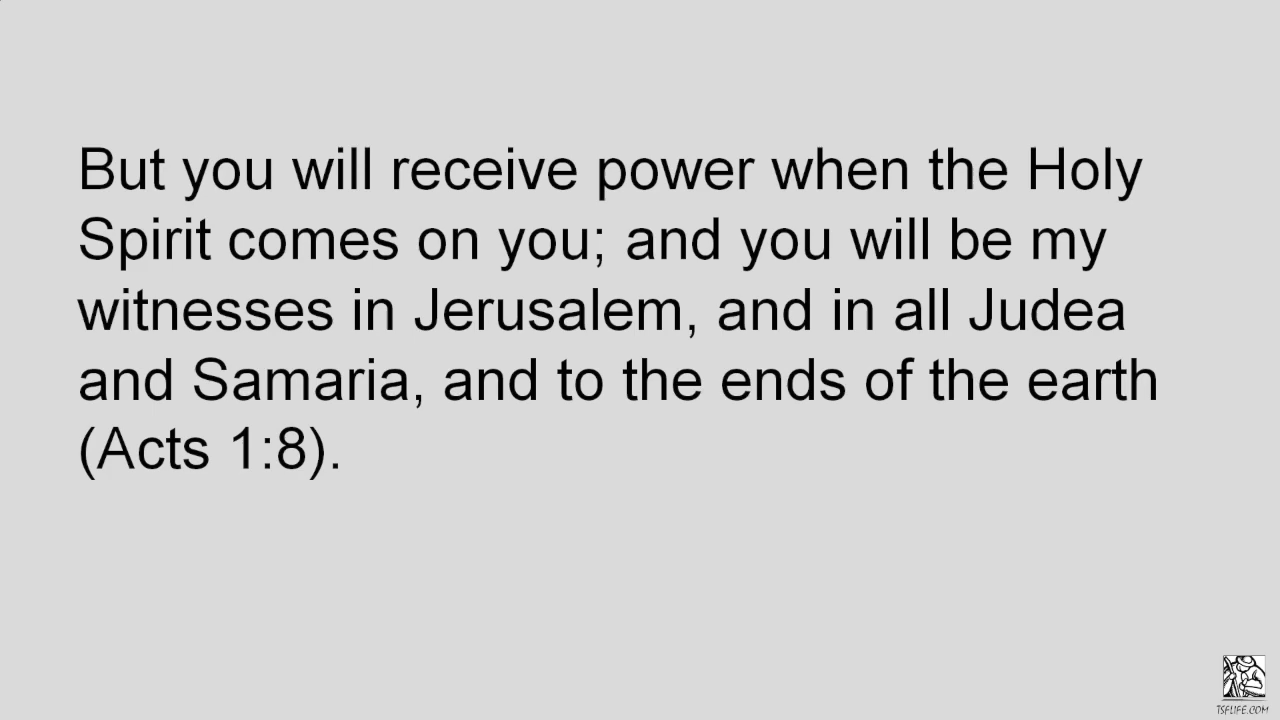 But you will receive power when the Holy
Spirit comes on you; and you will be my
witnesses in Jerusalem, and in all Judea
and Samaria, and to the ends of the earth
(Acts 1:8).
TSFLIFE.COM